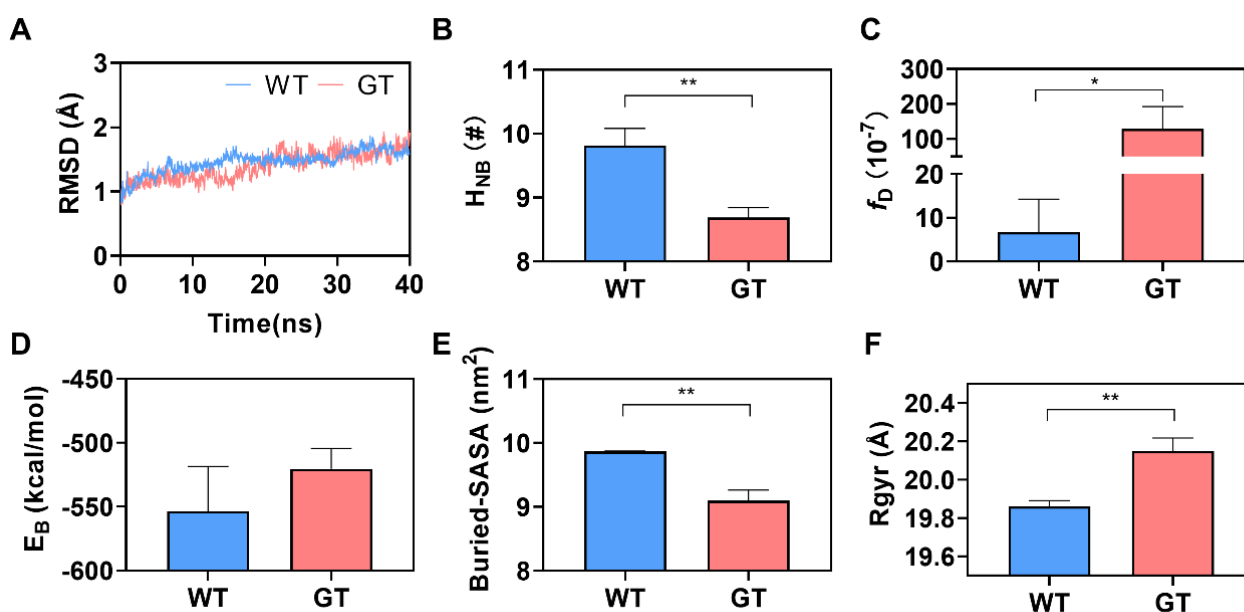 A
RMSD (Å)
3
2
1
0
WT GT
0 10 20 30 40
Time(ns)
B
H_NB (#)
11
10
9
8
**
WT GT
C
f_D (10⁻⁷)
300
200
100
20
10
0
*
WT GT
D
E_B (kcal/mol)
-450
-500
-550
-600
WT GT
E
Buried-SASA (nm²)
11
10
9
8
**
WT GT
F
Rgyr (Å)
20.4
20.2
20.0
19.8
19.6
**
WT GT